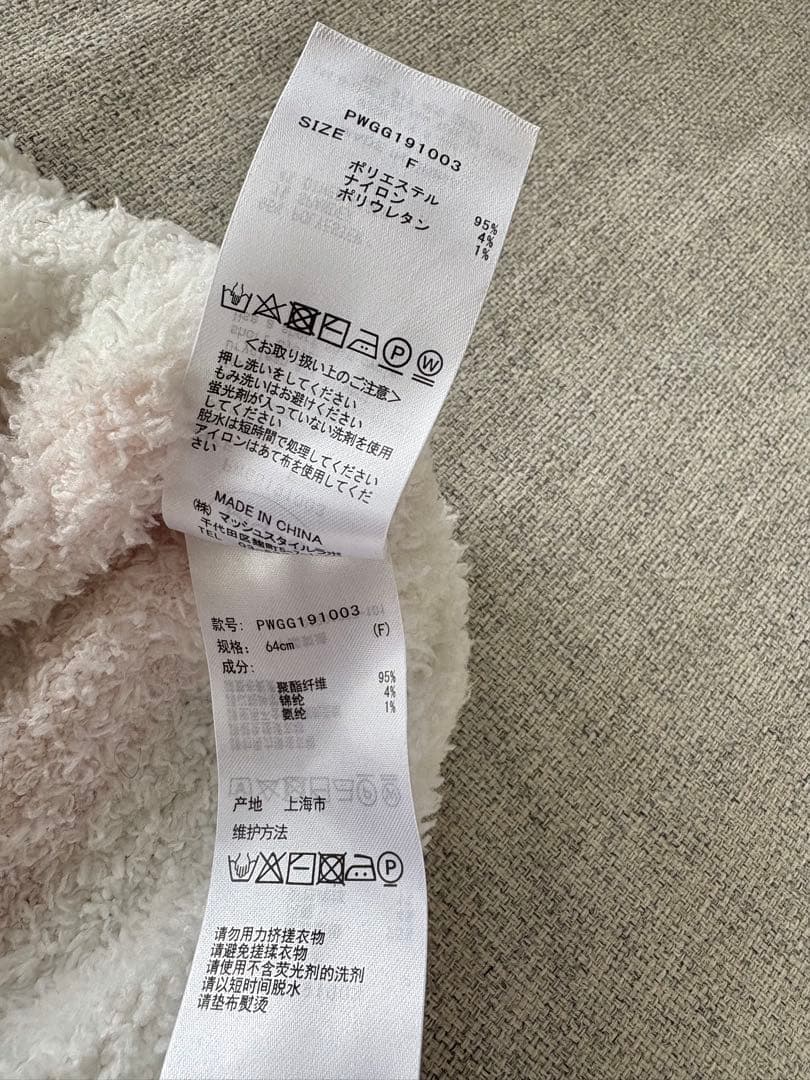 PWGG191003
SIZE F
ポリエステル 95%
ナイロン 4%
ポリウレタン 1%
P W
<お取り扱い上のご注意>
押し洗いをしてください
もみ洗いはお避けください
蛍光剤が入っていない洗剤を使用
してください
脱水は短時間で処理してください
アイロンはあて布を使用してくだ
さい
MADE IN CHINA
(株)マッシュスタイルラボ
千代田区麹町5-7-1
TEL 03
款号: PWGG191003
规格: 64cm (F)
成分:
聚酯纤维 95%
锦纶 4%
氨纶 1%
产地 上海市
维护方法
P
请勿用力挤搓衣物
请避免搓揉衣物
请使用不含荧光剂的洗剂
请以短时间脱水
请垫布熨烫